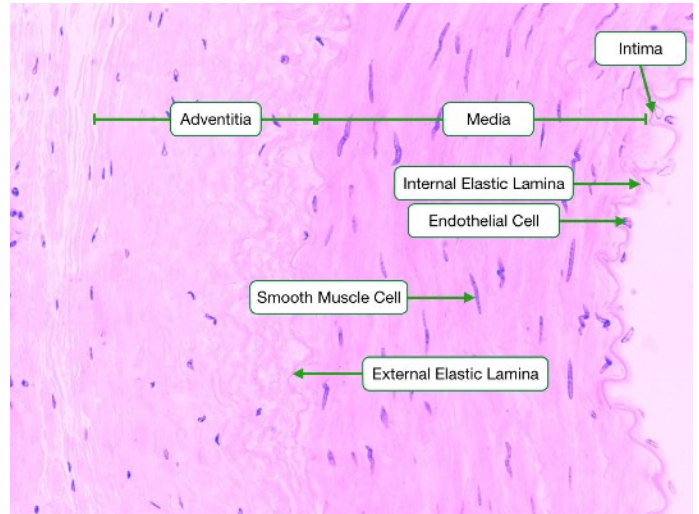 Intima
Adventitia
Media
Internal Elastic Lamina
Endothelial Cell
Smooth Muscle Cell
External Elastic Lamina